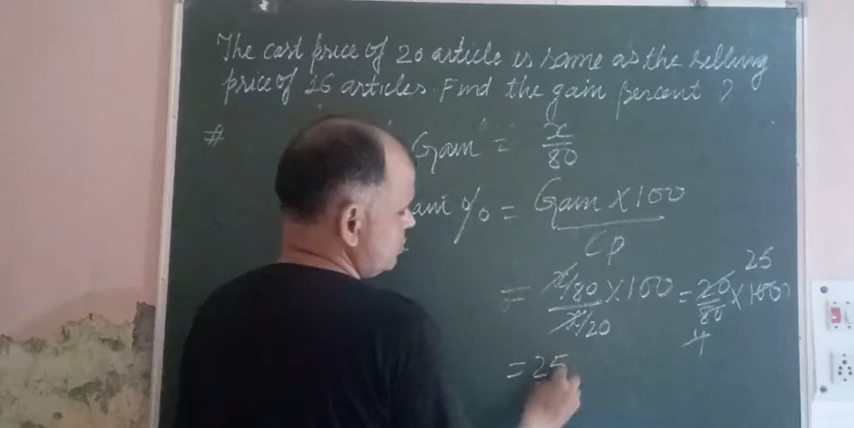 The cost price of 20 article is same as the selling
price of 16 articles. Find the gain percent ?
# Gain = x/80
ain % = Gain × 100 / CP
= x/80 × 100 / x/20 = 20/80 × 100 25 4
= 25